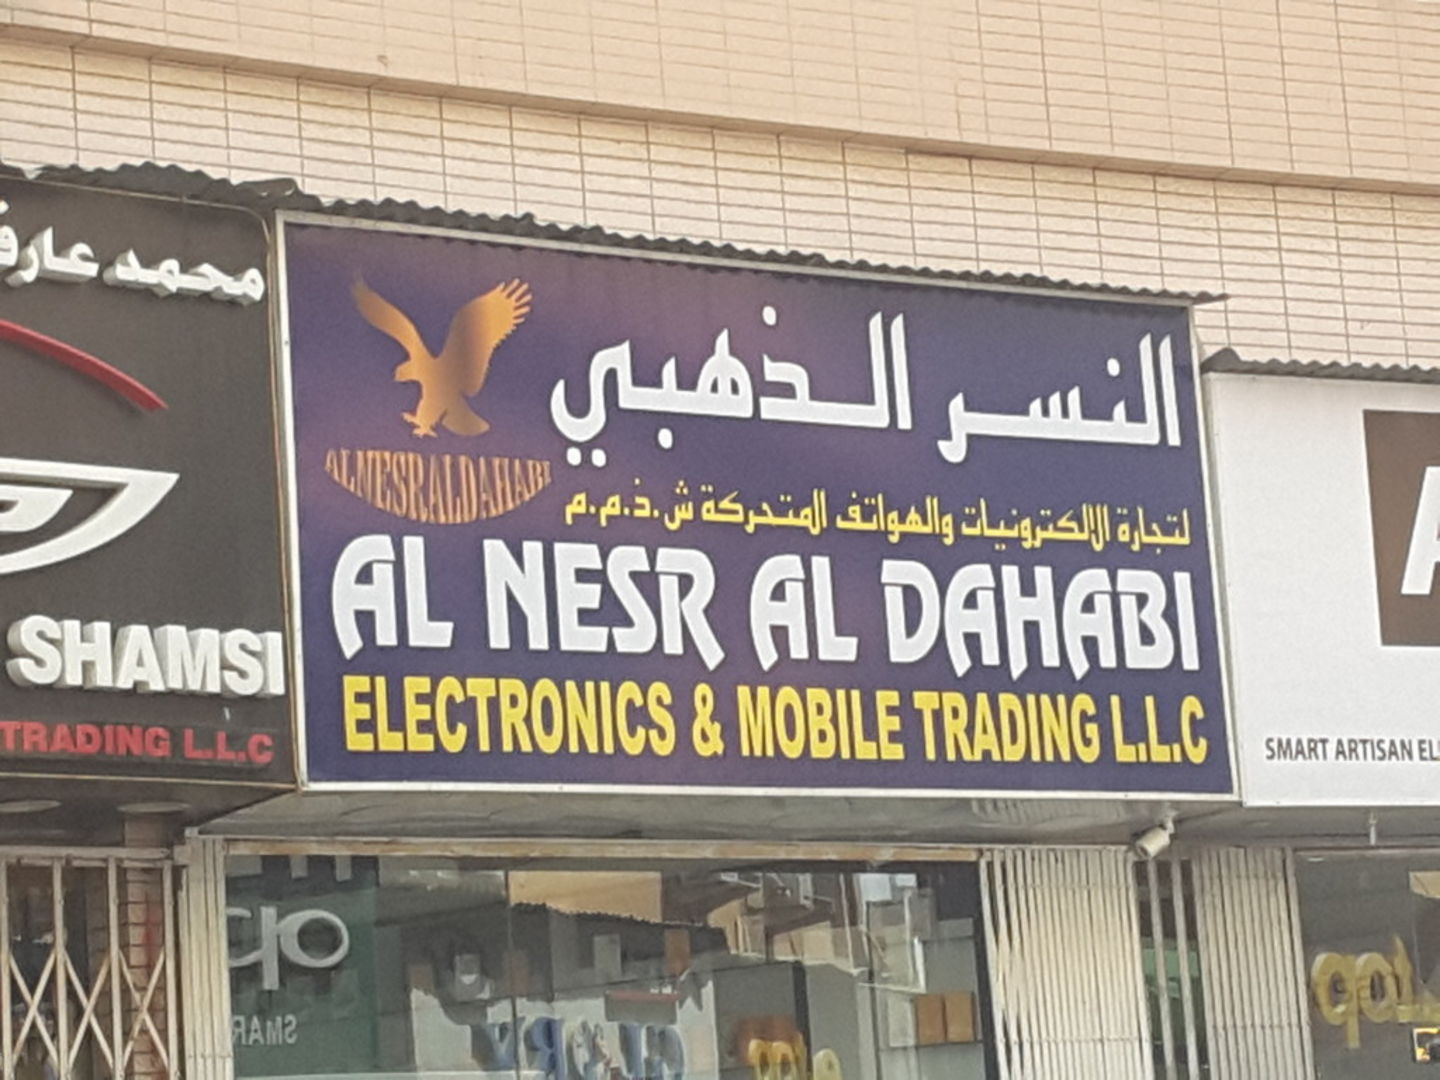 محمد عارف
SHAMSI
TRADING L.L.C
النسر الذهبي
ALNESRALDAHABI
لتجارة الالكترونيات والهواتف المتحركة ش.ذ.م.م
AL NESR AL DAHABI
ELECTRONICS & MOBILE TRADING L.L.C
A
SMART ARTISAN